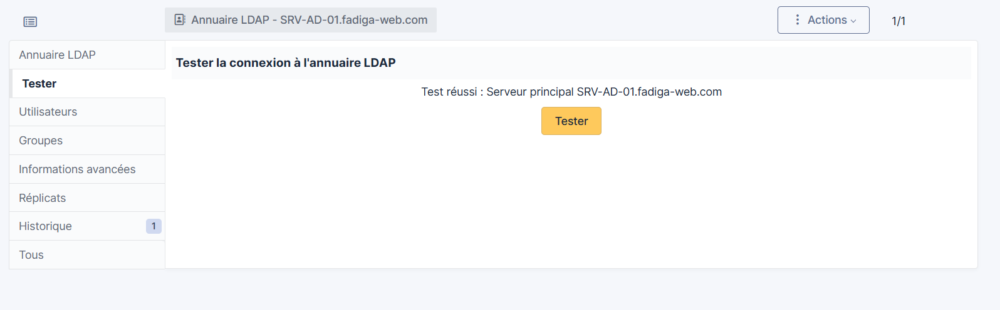 Annuaire LDAP - SRV-AD-01.fadiga-web.com
Actions
1/1
Annuaire LDAP
Tester
Utilisateurs
Groupes
Informations avancées
Réplicats
Historique 1
Tous
Tester la connexion à l'annuaire LDAP
Test réussi : Serveur principal SRV-AD-01.fadiga-web.com
Tester